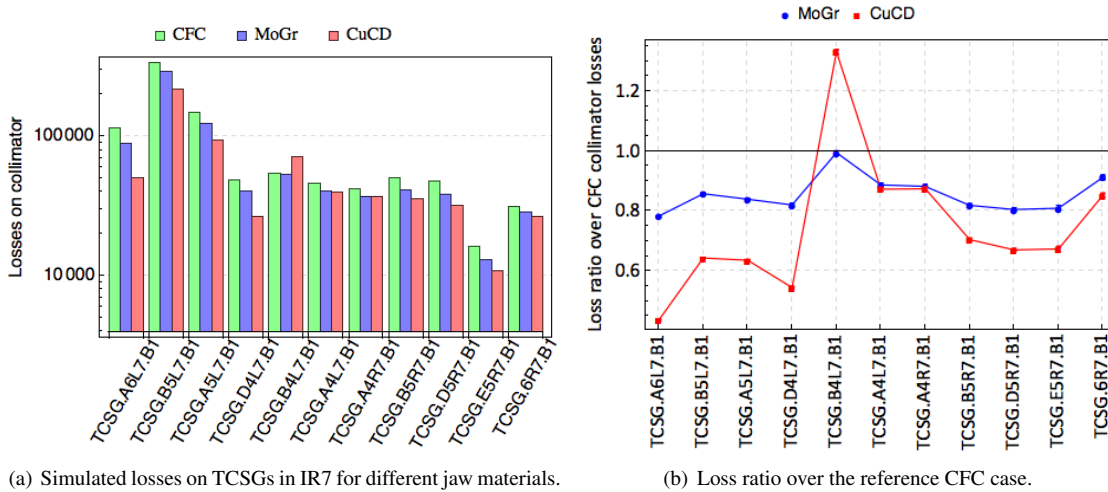 CFC MoGr CuCD
Losses on collimator
100000
10000
TCSG.A6L7.B1
TCSG.B5L7.B1
TCSG.A5L7.B1
TCSG.D4L7.B1
TCSG.B4L7.B1
TCSG.A4L7.B1
TCSG.A4R7.B1
TCSG.B5R7.B1
TCSG.D5R7.B1
TCSG.E5R7.B1
TCSG.6R7.B1
(a) Simulated losses on TCSGs in IR7 for different jaw materials.
MoGr CuCD
Loss ratio over CFC collimator losses
1.2
1.0
0.8
0.6
TCSG.A6L7.B1
TCSG.B5L7.B1
TCSG.A5L7.B1
TCSG.D4L7.B1
TCSG.B4L7.B1
TCSG.A4L7.B1
TCSG.A4R7.B1
TCSG.B5R7.B1
TCSG.D5R7.B1
TCSG.E5R7.B1
TCSG.6R7.B1
(b) Loss ratio over the reference CFC case.